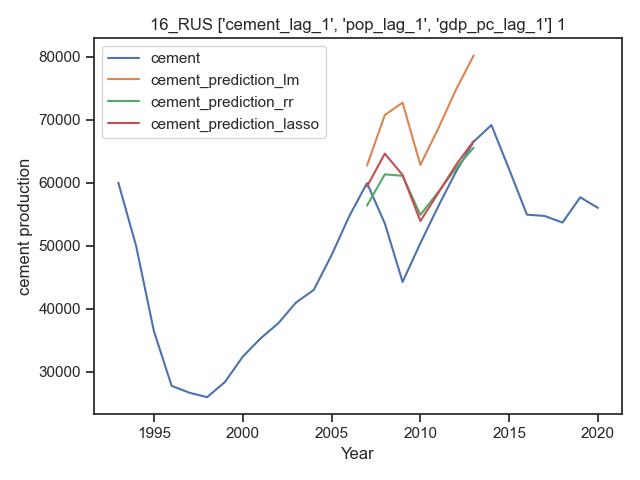 16_RUS ['cement_lag_1', 'pop_lag_1', 'gdp_pc_lag_1'] 1
cement
cement_prediction_lm
cement_prediction_rr
cement_prediction_lasso
cement production
80000
70000
60000
50000
40000
30000
1995
2000
2005
2010
2015
2020
Year